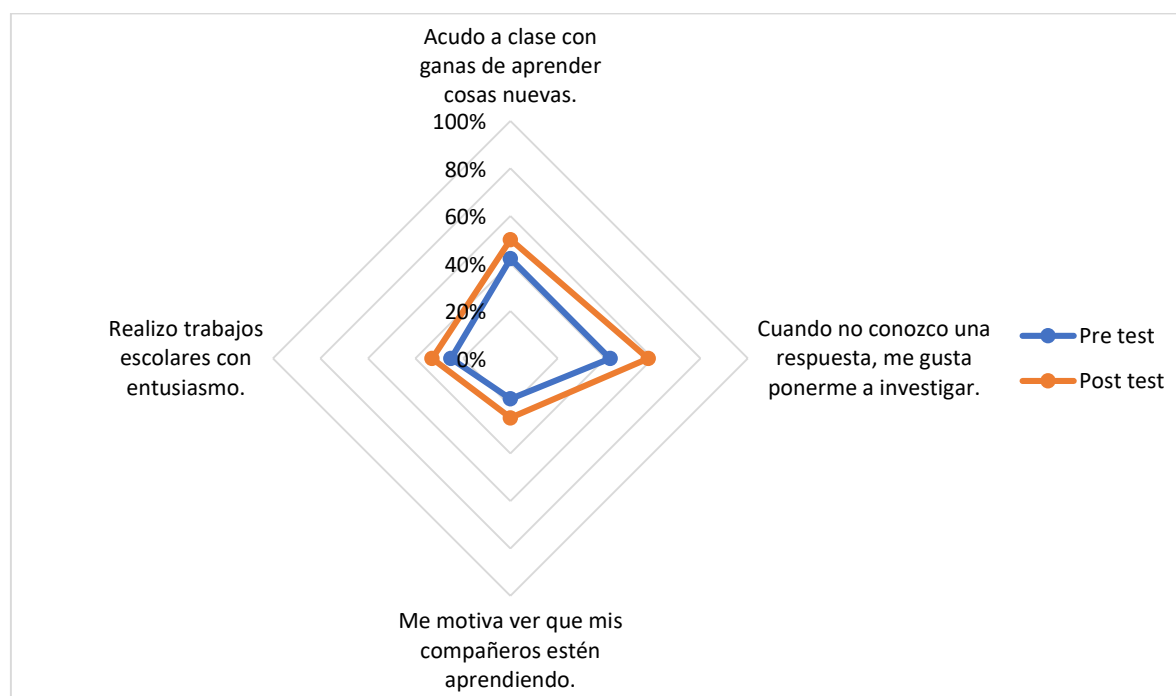 Acudo a clase con
ganas de aprender
cosas nuevas.
100%
80%
60%
40%
20%
0%
Realizo trabajos
escolares con
entusiasmo.
Cuando no conozco una
respuesta, me gusta
ponerme a investigar.
Pre test
Post test
Me motiva ver que mis
compañeros estén
aprendiendo.